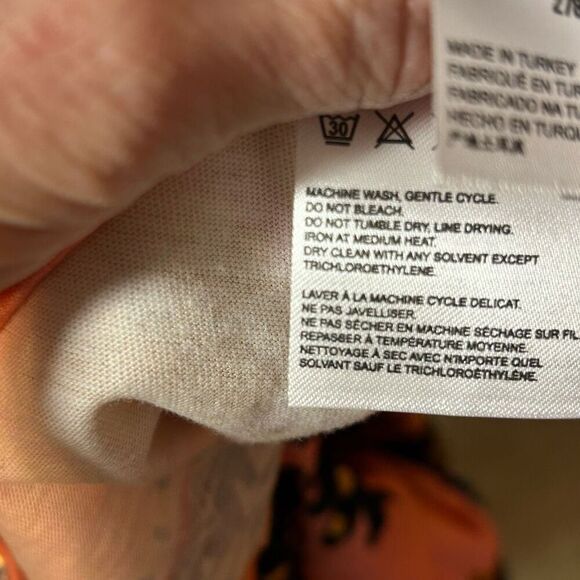 MADE IN TURKEY
FABRIQUÉ EN TUR
FABRICADO NA TU
HECHO EN TURQU
30
MACHINE WASH, GENTLE CYCLE.
DO NOT BLEACH.
DO NOT TUMBLE DRY, LINE DRYING.
IRON AT MEDIUM HEAT.
DRY CLEAN WITH ANY SOLVENT EXCEPT
TRICHLOROETHYLENE.
LAVER À LA MACHINE CYCLE DELICAT.
NE PAS JAVELLISER.
NE PAS SÉCHER EN MACHINE SÉCHAGE SUR FIL.
REPASSER À TEMPÉRATURE MOYENNE.
NETTOYAGE À SEC AVEC N'IMPORTE QUEL
SOLVANT SAUF LE TRICHLOROÉTHYLÈNE.